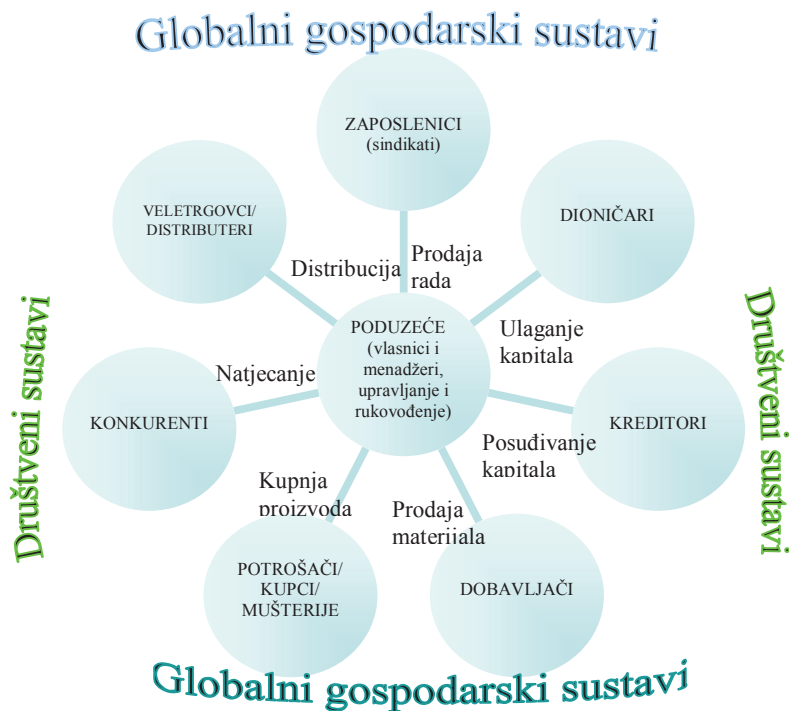 Globalni gospodarski sustavi
ZAPOSLENICI
(sindikati)
VELETRGOVCI/
DISTRIBUTERI
DIONIČARI
Distribucija
Prodaja
rada
Društveni sustavi
Društveni sustavi
PODUZEĆE
(vlasnici i
menadžeri,
upravljanje i
rukovođenje)
Ulaganje
kapitala
Natjecanje
KONKURENTI
KREDITORI
Posuđivanje
kapitala
Kupnja
proizvoda
Prodaja
materijala
POTROŠAČI/
KUPCI/
MUŠTERIJE
DOBAVLJAČI
Globalni gospodarski sustavi